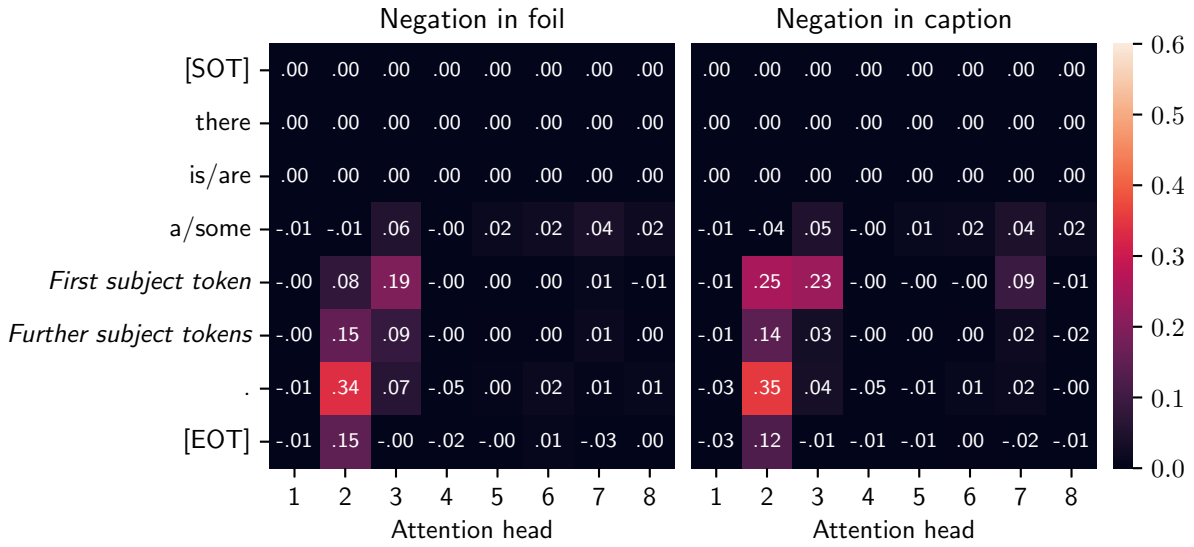 Negation in foil Negation in caption
[SOT] .00 .00 .00 .00 .00 .00 .00 .00 .00 .00 .00 .00 .00 .00 .00 .00 0.6
there .00 .00 .00 .00 .00 .00 .00 .00 .00 .00 .00 .00 .00 .00 .00 .00 0.5
is/are .00 .00 .00 .00 .00 .00 .00 .00 .00 .00 .00 .00 .00 .00 .00 .00 0.4
a/some -.01 -.01 .06 -.00 .02 .02 .04 .02 -.01 -.04 .05 -.00 .01 .02 .04 .02
First subject token -.00 .08 .19 -.00 .00 .00 .01 -.01 -.01 .25 .23 -.00 -.00 -.00 .09 -.01 0.3
Further subject tokens -.00 .15 .09 -.00 .00 .00 .01 .00 -.01 .14 .03 -.00 .00 .00 .02 -.02 0.2
. -.01 .34 .07 -.05 .00 .02 .01 .01 -.03 .35 .04 -.05 -.01 .01 .02 -.00 0.1
[EOT] -.01 .15 -.00 -.02 -.00 .01 -.03 .00 -.03 .12 -.01 -.01 -.01 .00 -.02 -.01 0.0
1 2 3 4 5 6 7 8 1 2 3 4 5 6 7 8
Attention head Attention head